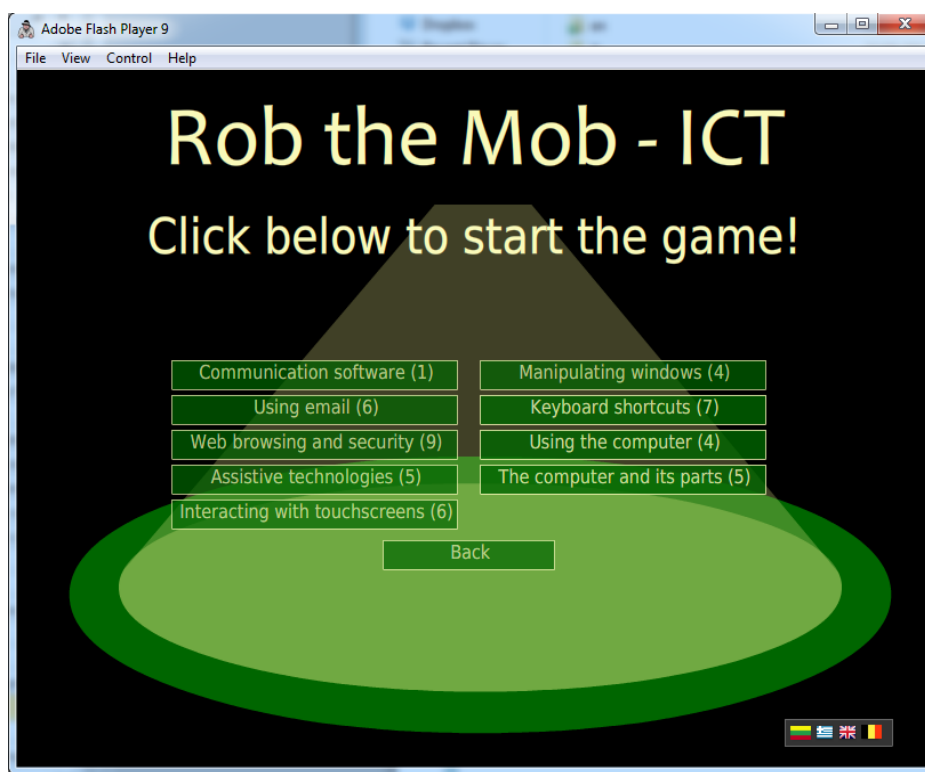 Adobe Flash Player 9
File View Control Help
Rob the Mob - ICT
Click below to start the game!
Communication software (1)
Manipulating windows (4)
Using email (6)
Keyboard shortcuts (7)
Web browsing and security (9)
Using the computer (4)
Assistive technologies (5)
The computer and its parts (5)
Interacting with touchscreens (6)
Back